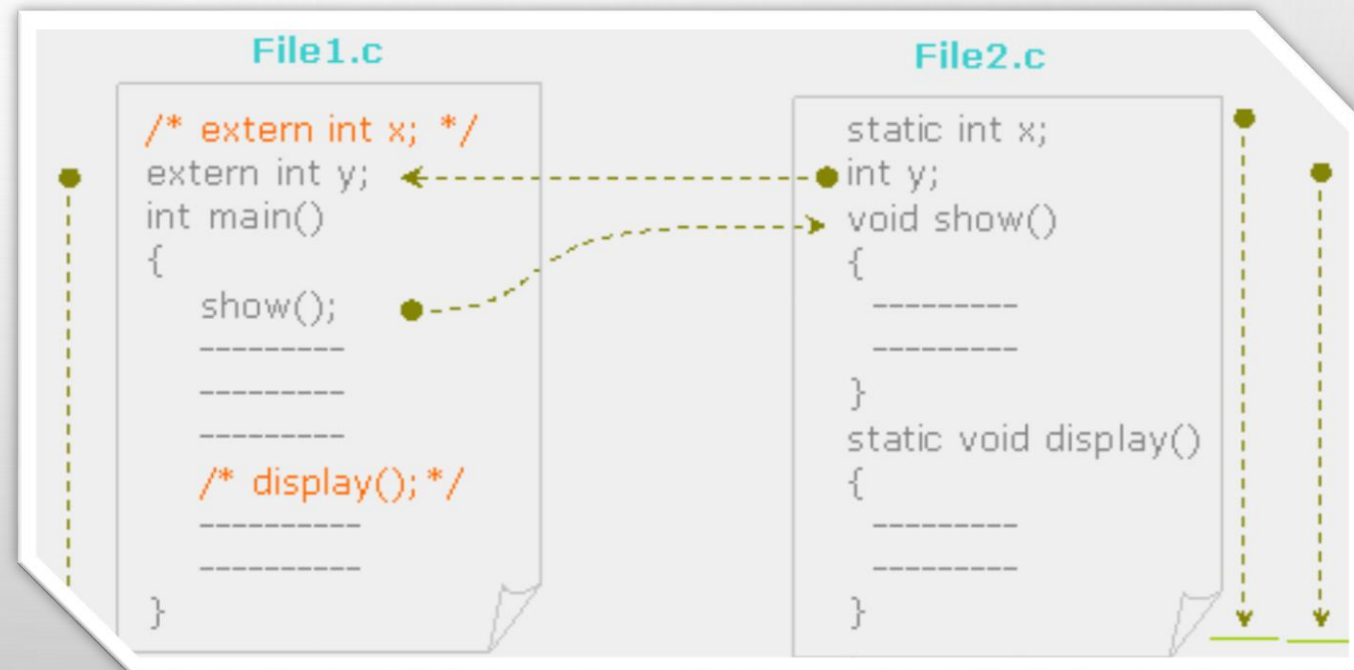 File1.c
/* extern int x; */
extern int y;
int main()
{
show();
---------
---------
---------
/* display(); */
----------
----------
}
File2.c
static int x;
int y;
void show()
{
---------
---------
}
static void display()
{
---------
---------
}